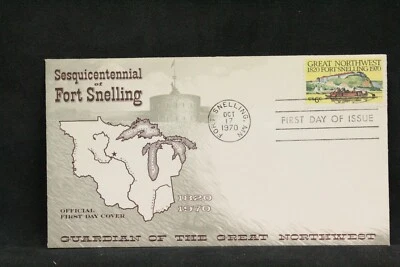 Sesquicentennial
of
Fort Snelling
GREAT NORTHWEST
1820 FORT SNELLING 1970
6c
FORT SNELLING, MN
OCT
17
1970
FIRST DAY OF ISSUE
1820
1970
OFFICIAL
FIRST DAY COVER
GUARDIAN OF THE GREAT NORTHWEST